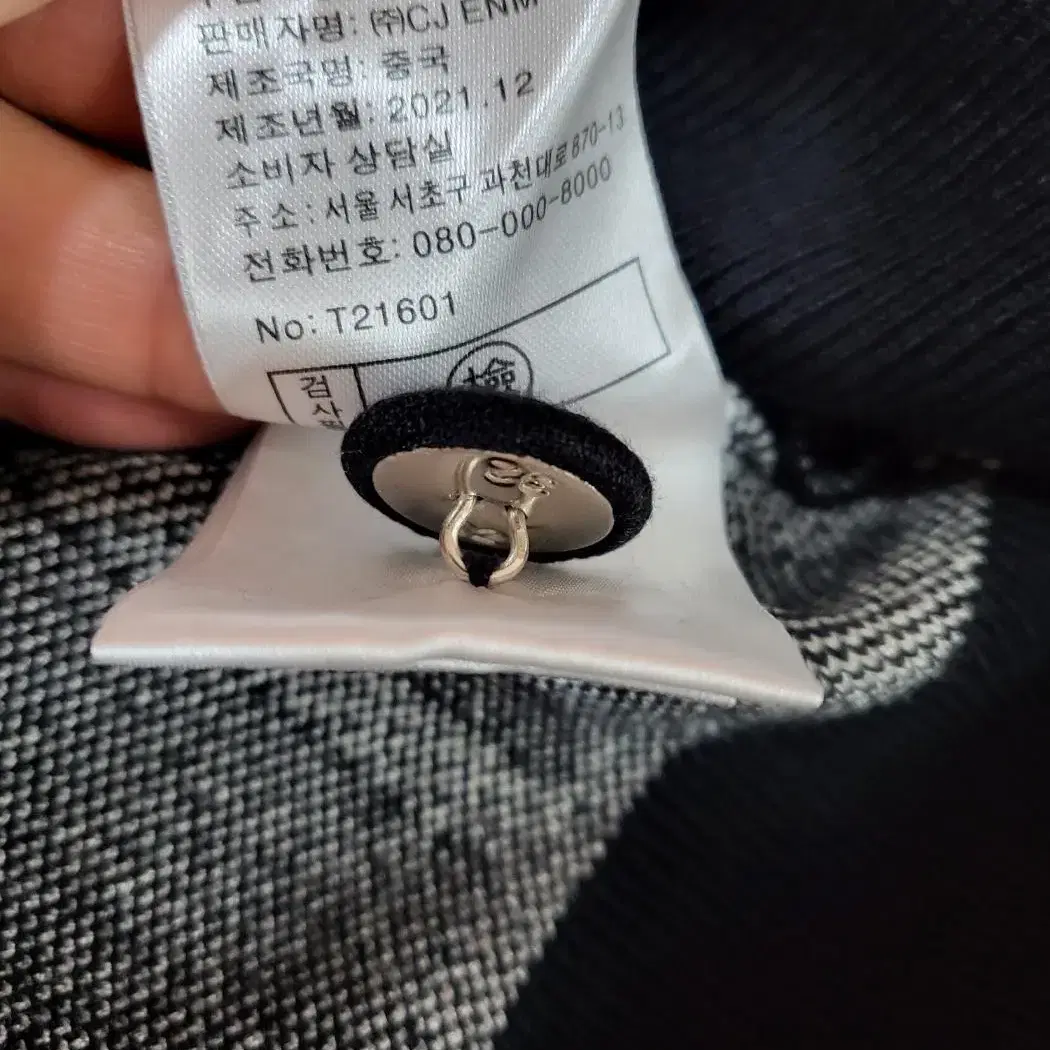 판매자명: ㈜CJ ENM
제조국명: 중국
제조년월: 2021.12
소비자 상담실
주 소: 서울 서초구 과천대로 870-13
전화번호: 080-000-8000
No: T21601
검
사